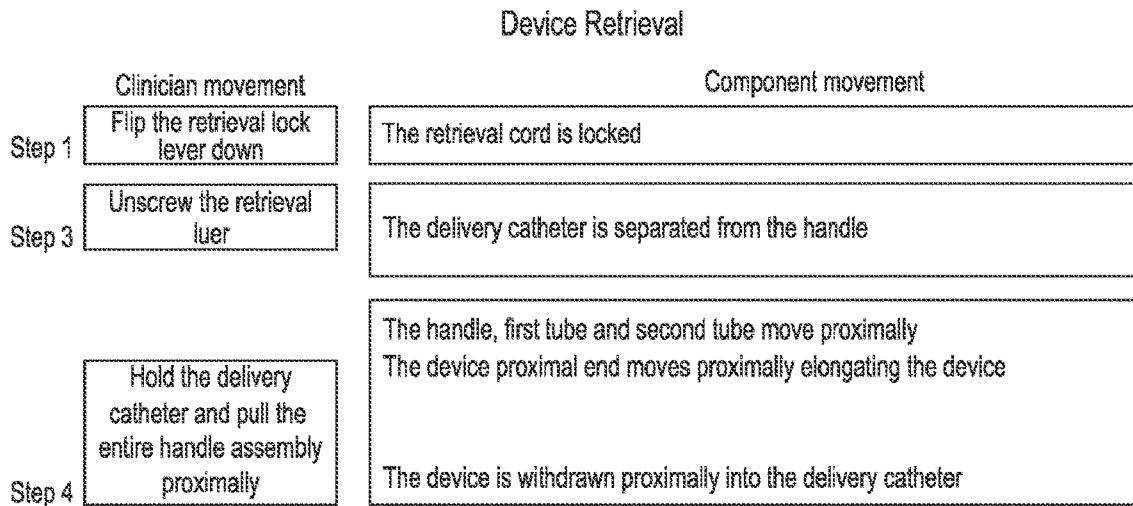 Device Retrieval
Clinician movement
Component movement
Step 1
Flip the retrieval lock
lever down
The retrieval cord is locked
Step 3
Unscrew the retrieval
luer
The delivery catheter is separated from the handle
Step 4
Hold the delivery
catheter and pull the
entire handle assembly
proximally
The handle, first tube and second tube move proximally
The device proximal end moves proximally elongating the device
The device is withdrawn proximally into the delivery catheter